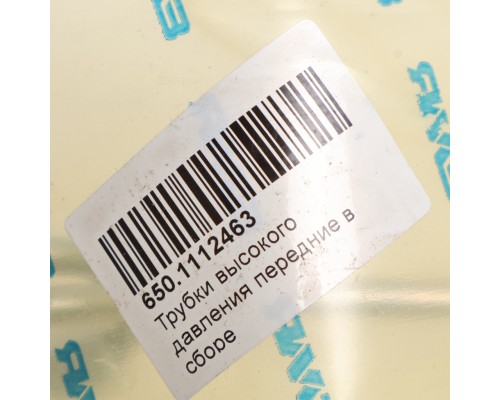 650.1112463
Трубки высокого
давления передние в
сборе